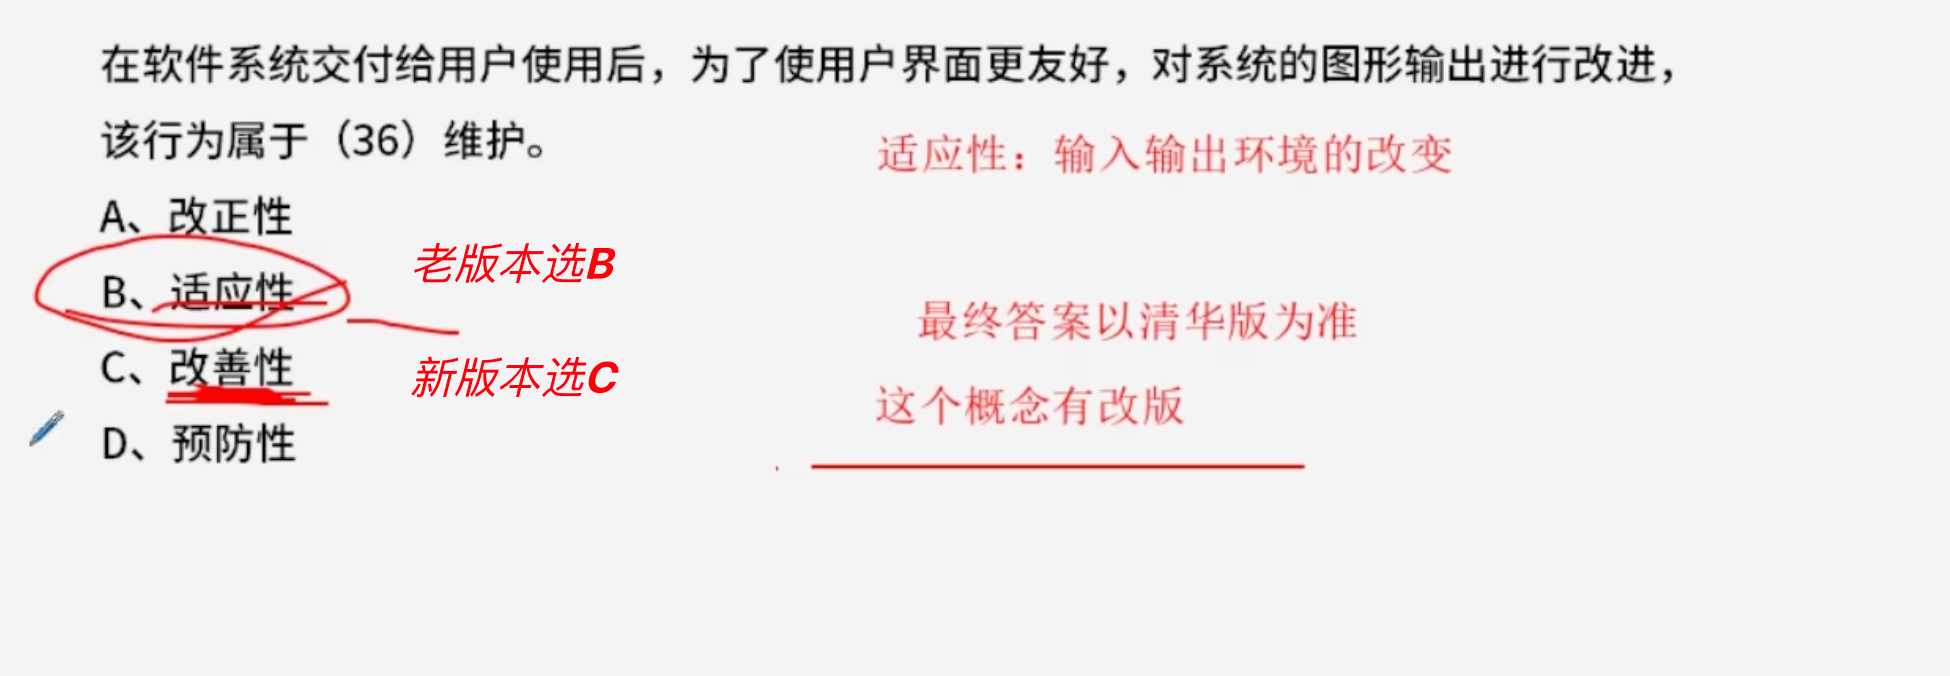 在软件系统交付给用户使用后，为了使用户界面更友好，对系统的图形输出进行改进，
该行为属于（36）维护。
适应性：输入输出环境的改变
A、改正性
老版本选B
B、适应性
最终答案以清华版为准
C、改善性
新版本选C
这个概念有改版
D、预防性